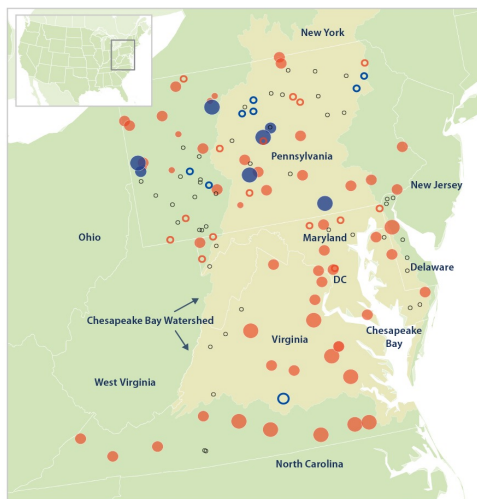 New York
Pennsylvania
New Jersey
Ohio
Maryland
Delaware
DC
Chesapeake Bay Watershed
Chesapeake
Bay
Virginia
West Virginia
North Carolina